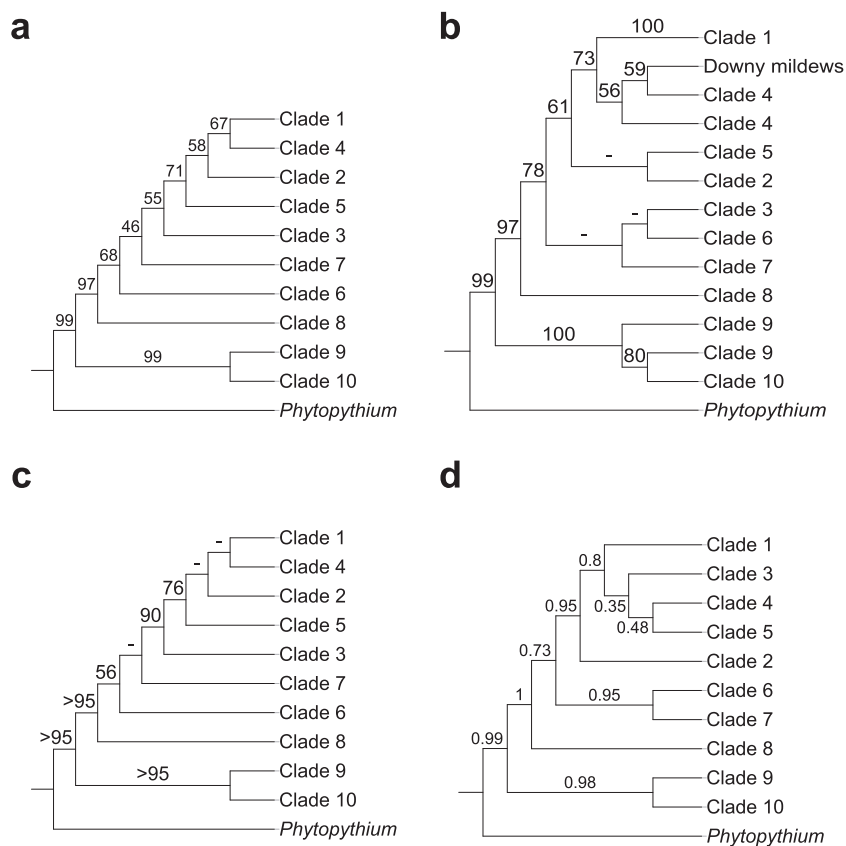 a
67
Clade 1
58
Clade 4
71
Clade 2
55
Clade 5
46
Clade 3
68
Clade 7
97
Clade 6
99
Clade 8
99
Clade 9
Clade 10
Phytopythium
b
100
Clade 1
73
59
Downy mildews
56
Clade 4
61
Clade 4
-
Clade 5
78
Clade 2
-
Clade 3
-
Clade 6
97
Clade 7
99
Clade 8
100
Clade 9
80
Clade 9
Clade 10
Phytopythium
c
-
Clade 1
-
Clade 4
76
Clade 2
90
Clade 5
-
Clade 3
56
Clade 7
>95
Clade 6
>95
Clade 8
>95
Clade 9
Clade 10
Phytopythium
d
0.8
Clade 1
0.35
Clade 3
0.95
0.48
Clade 4
Clade 5
0.73
Clade 2
1
0.95
Clade 6
Clade 7
0.99
Clade 8
0.98
Clade 9
Clade 10
Phytopythium